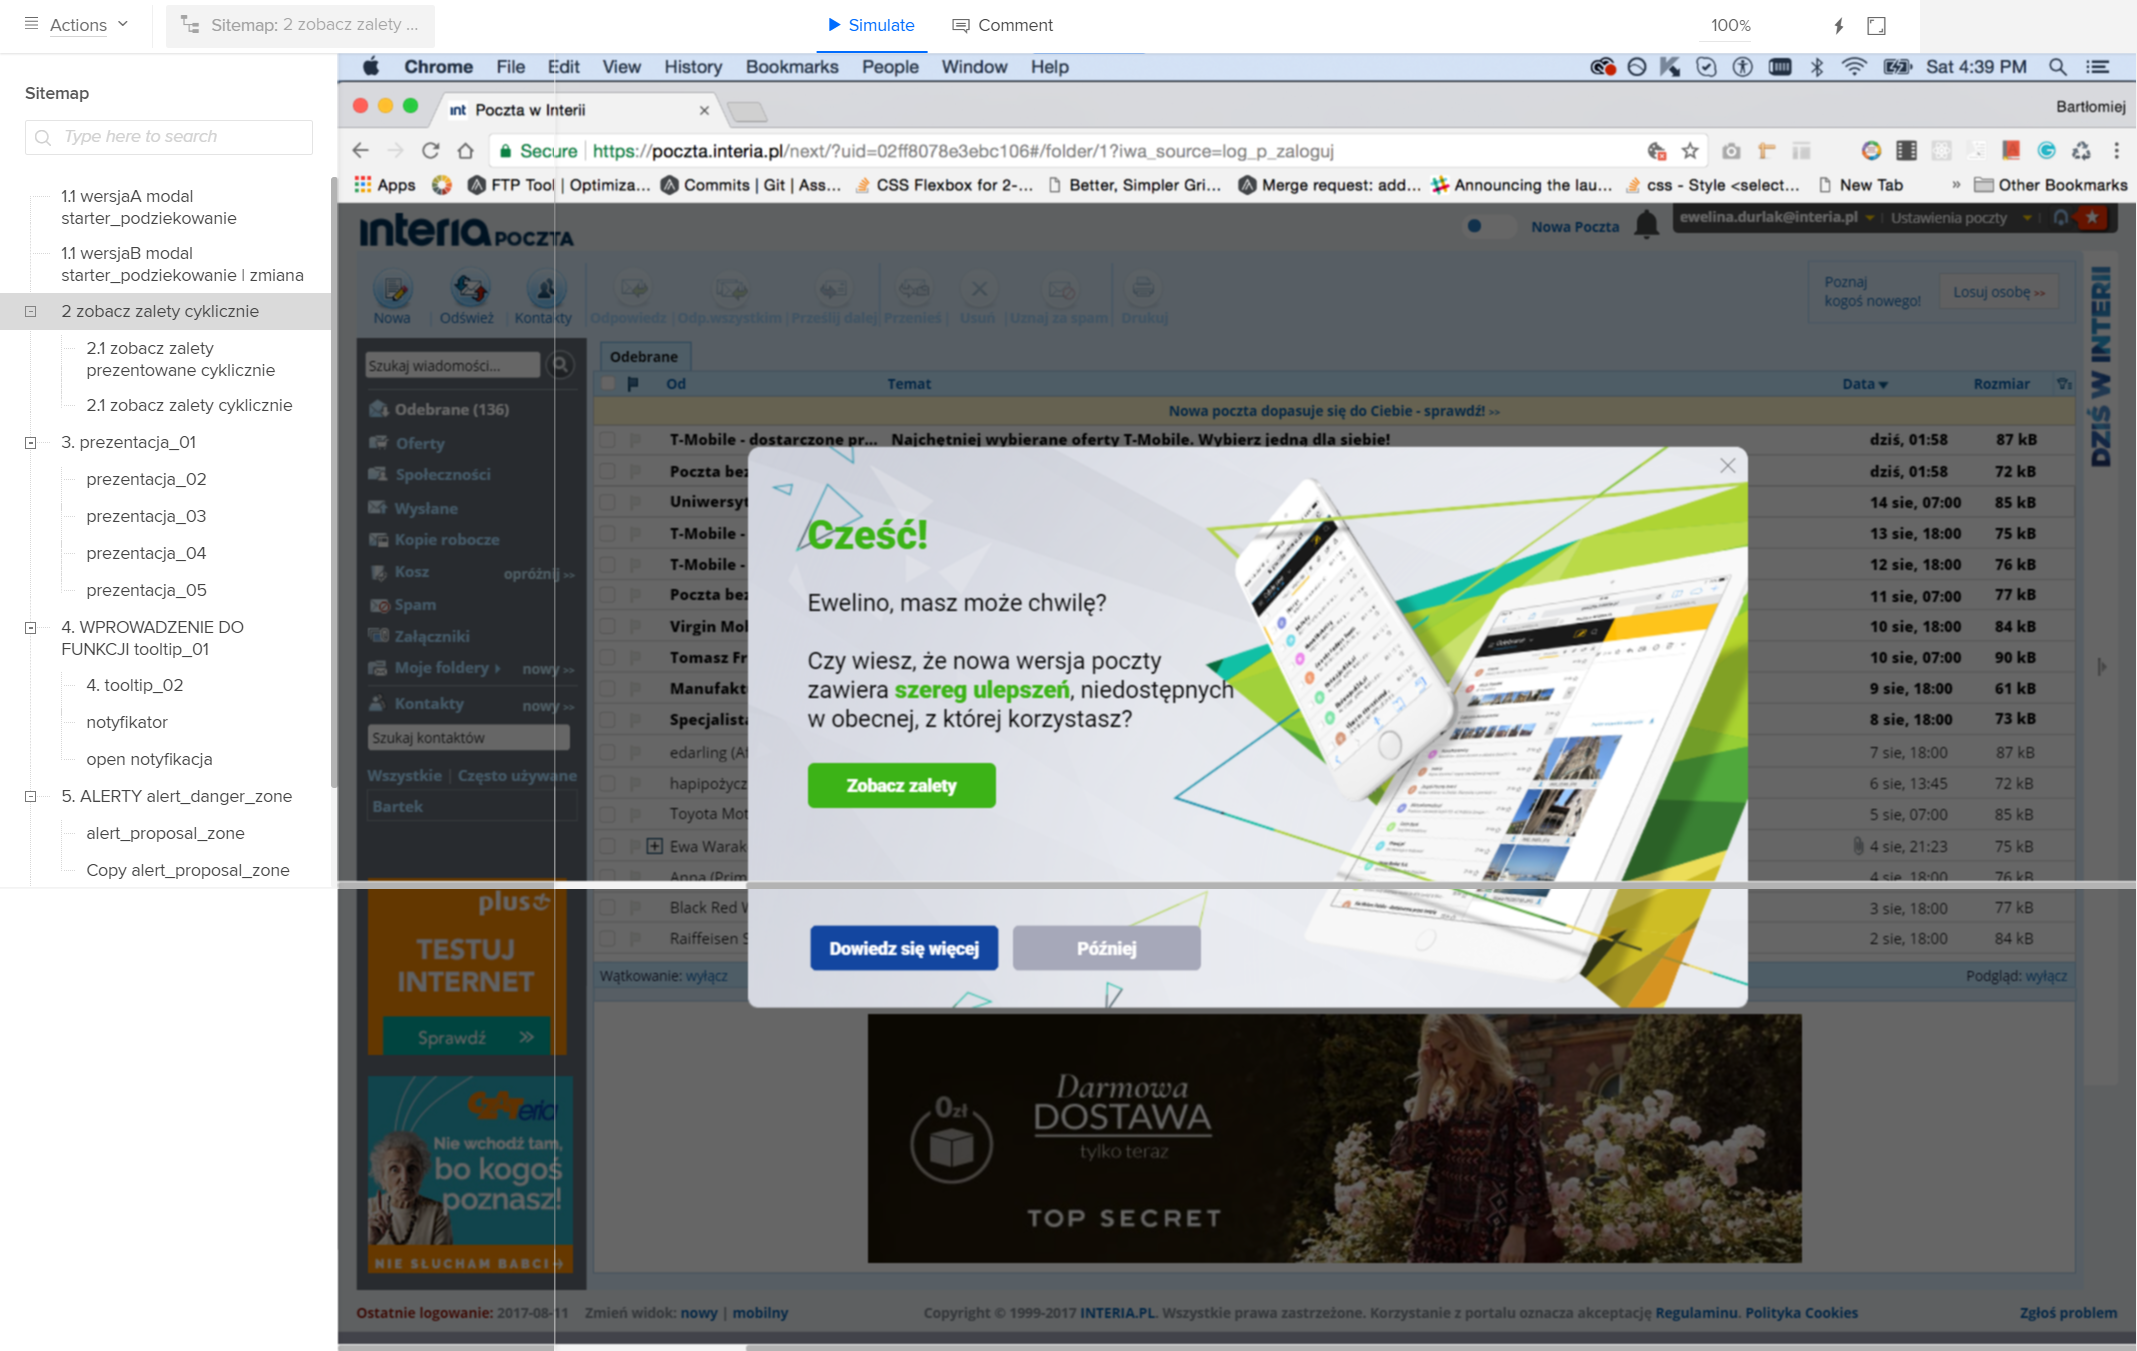 Actions
Sitemap: 2 zobacz zalety ...
Simulate
Comment
100%
Sitemap
Type here to search
1.1 wersjaA modal
starter_podziekowanie
1.1 wersjaB modal
starter_podziekowanie | zmiana
2 zobacz zalety cyklicznie
2.1 zobacz zalety
prezentowane cyklicznie
2.1 zobacz zalety cyklicznie
3. prezentacja_01
prezentacja_02
prezentacja_03
prezentacja_04
prezentacja_05
4. WPROWADZENIE DO
FUNKCJI tooltip_01
4. tooltip_02
notyfikator
open notyfikacja
5. ALERTY alert_danger_zone
alert_proposal_zone
Copy alert_proposal_zone
Chrome File Edit View History Bookmarks People Window Help
Sat 4:39 PM
int Poczta w Interii
Bartłomiej
Secure https://poczta.interia.pl/next/?uid=02ff8078e3ebc106#/folder/1?iwa_source=log_p_zaloguj
Apps FTP Tool | Optimiza... Commits | Git | Ass... CSS Flexbox for 2-... Better, Simpler Gri... Merge request: add... Announcing the lau... css - Style <select... New Tab » Other Bookmarks
interia POCZTA
Nowa Poczta
ewelina.durlak@interia.pl | Ustawienia poczty
Nowa | Odśwież | Kontakty | Odpowiedz | Odp.wszystkim | Prześlij dalej | Przenieś | Usuń | Uznaj za spam | Drukuj
Poznaj
kogoś nowego!
Losuj osobę >>
DZIŚ W INTERII
Szukaj wiadomości...
Odebrane (136)
Oferty
Społeczności
Wysłane
Kopie robocze
Kosz opróżnij >>
Spam
Załączniki
Moje foldery nowy >>
Kontakty nowy >>
Szukaj kontaktów
Wszystkie | Często używane
Bartek
Odebrane
Od Temat Data Rozmiar
Nowa poczta dopasuje się do Ciebie - sprawdź! >>
T-Mobile - dostarczone pr... Najchętniej wybierane oferty T-Mobile. Wybierz jedną dla siebie! dziś, 01:58 87 kB
Poczta bez dziś, 01:58 72 kB
Uniwersyt 14 sie, 07:00 85 kB
T-Mobile - 13 sie, 18:00 75 kB
T-Mobile - 12 sie, 18:00 76 kB
Poczta bez 11 sie, 07:00 77 kB
Virgin Mol 10 sie, 18:00 84 kB
Tomasz Fr 10 sie, 07:00 90 kB
Manufakt 9 sie, 18:00 61 kB
Specjalista 8 sie, 18:00 73 kB
edarling (Af 7 sie, 18:00 87 kB
hapipożycz 6 sie, 13:45 72 kB
Toyota Mot 5 sie, 07:00 85 kB
Ewa Warak 4 sie, 21:23 75 kB
Anna (Prim 4 sie, 18:00 76 kB
Black Red W 3 sie, 18:00 77 kB
Raiffeisen S 2 sie, 18:00 84 kB
Wątkowanie: wyłącz
Podgląd: wyłącz
Cześć!
Ewelino, masz może chwilę?
Czy wiesz, że nowa wersja poczty
zawiera szereg ulepszeń, niedostępnych
w obecnej, z której korzystasz?
Zobacz zalety
Dowiedz się więcej
Później
plus
TESTUJ
INTERNET
Sprawdź >>
Nie wchodź tam,
bo kogoś
poznasz!
NIE SŁUCHAM BABCI
0zł
Darmowa
DOSTAWA
tylko teraz
TOP SECRET
Ostatnie logowanie: 2017-08-11 Zmień widok: nowy | mobilny
Copyright © 1999-2017 INTERIA.PL. Wszystkie prawa zastrzeżone. Korzystanie z portalu oznacza akceptację Regulaminu. Polityka Cookies
Zgłoś problem